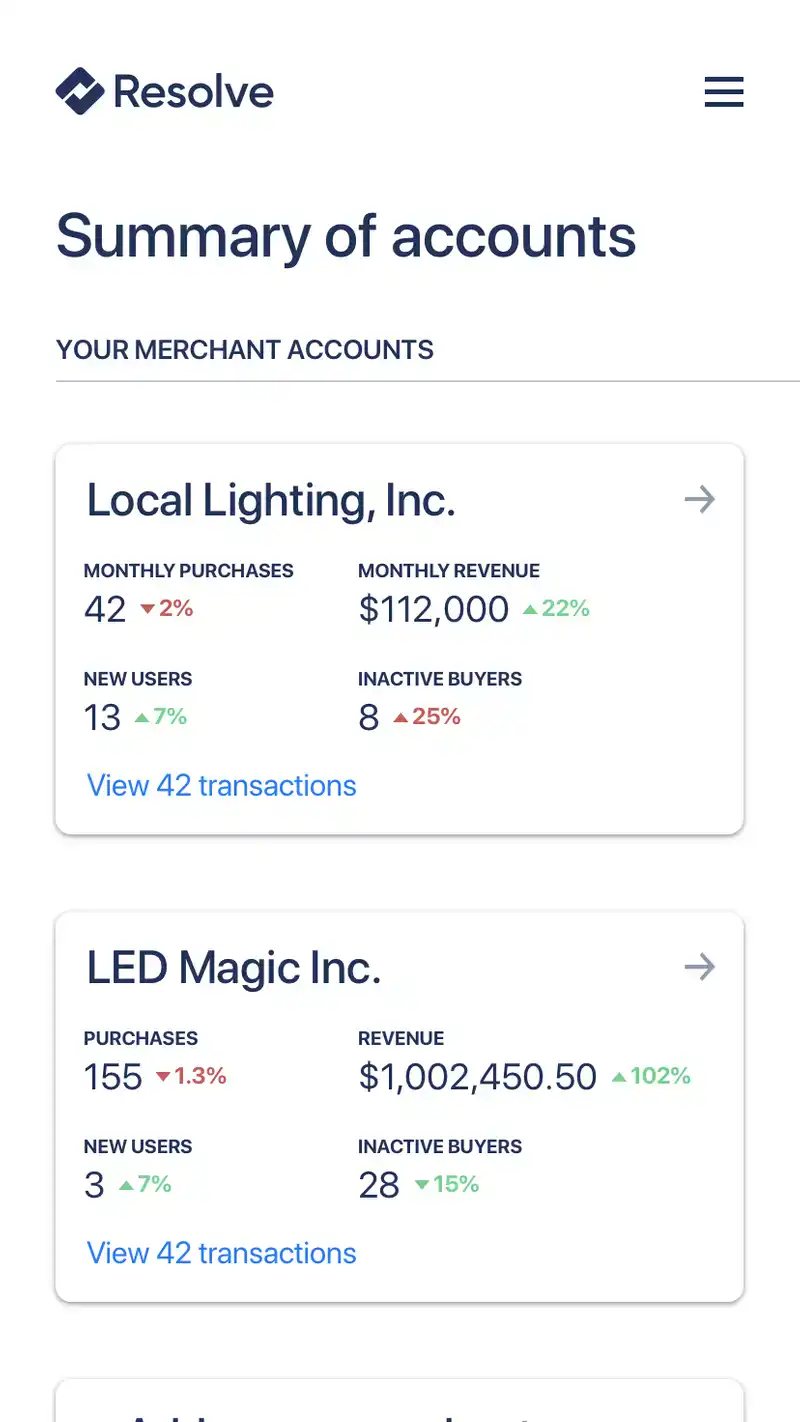 Resolve
Summary of accounts
YOUR MERCHANT ACCOUNTS
Local Lighting, Inc.
MONTHLY PURCHASES MONTHLY REVENUE
42 ▼2% $112,000 ▲22%
NEW USERS INACTIVE BUYERS
13 ▲7% 8 ▲25%
View 42 transactions
LED Magic Inc.
PURCHASES REVENUE
155 ▼1.3% $1,002,450.50 ▲102%
NEW USERS INACTIVE BUYERS
3 ▲7% 28 ▼15%
View 42 transactions